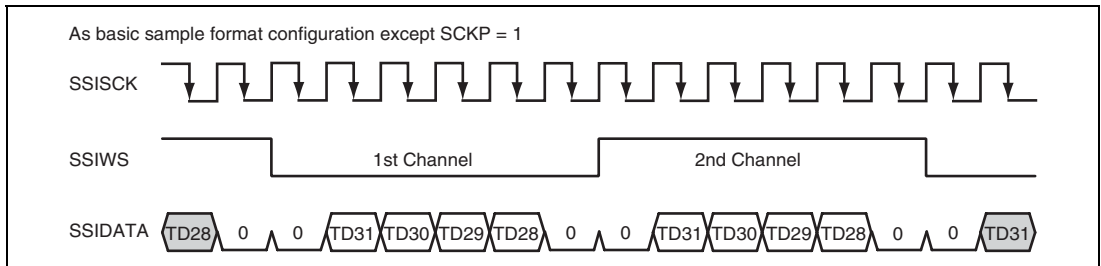 As basic sample format configuration except SCKP = 1
SSISCK
SSIWS 1st Channel 2nd Channel
SSIDATA TD28 0 0 TD31 TD30 TD29 TD28 0 0 TD31 TD30 TD29 TD28 0 0 TD31